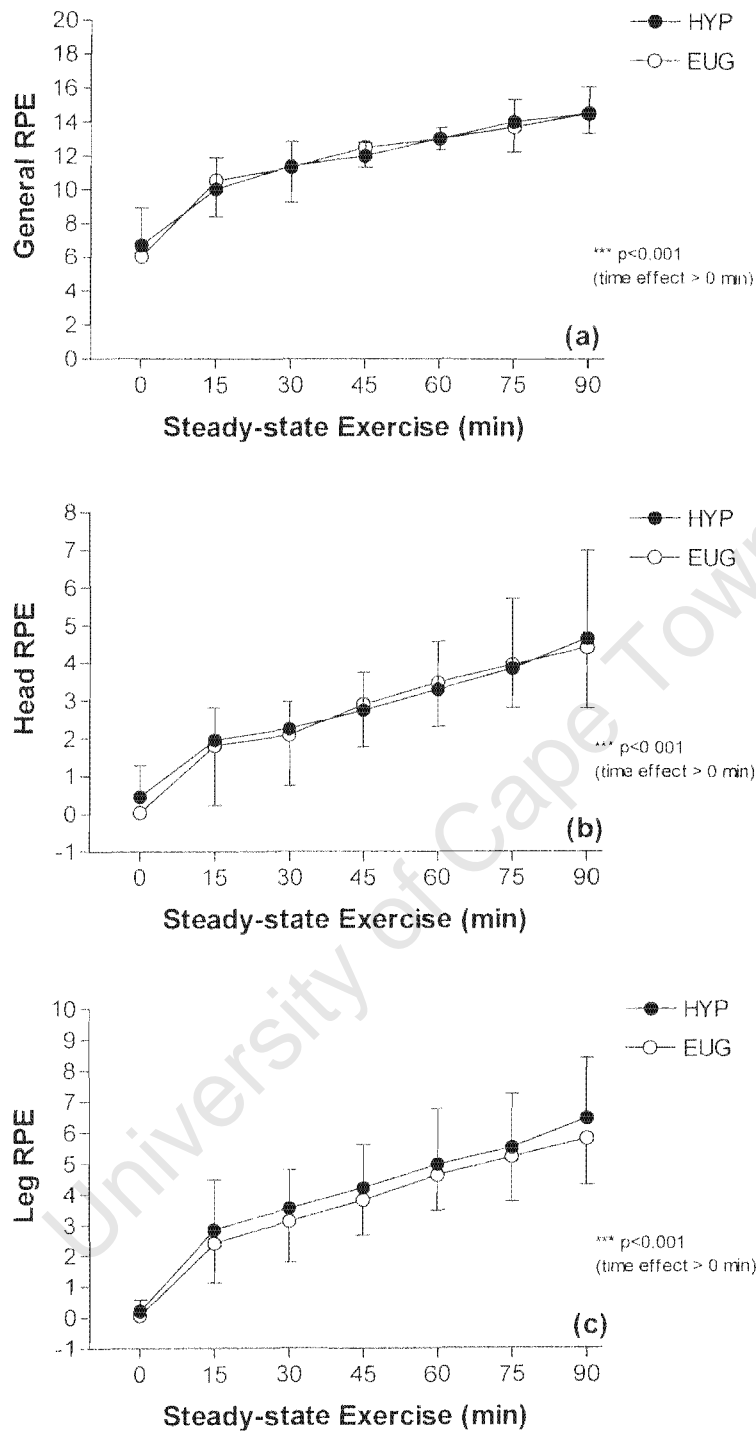 HYP
EUG
General RPE
20
18
16
14
12
10
8
6
4
2
0
*** p<0.001
(time effect > 0 min)
(a)
0 15 30 45 60 75 90
Steady-state Exercise (min)
HYP
EUG
Head RPE
8
7
6
5
4
3
2
1
0
-1
*** p<0 001
(time effect > 0 min)
(b)
0 15 30 45 60 75 90
Steady-state Exercise (min)
HYP
EUG
Leg RPE
10
9
8
7
6
5
4
3
2
1
0
-1
*** p<0.001
(time effect > 0 min)
(c)
0 15 30 45 60 75 90
Steady-state Exercise (min)
University of Cape Town